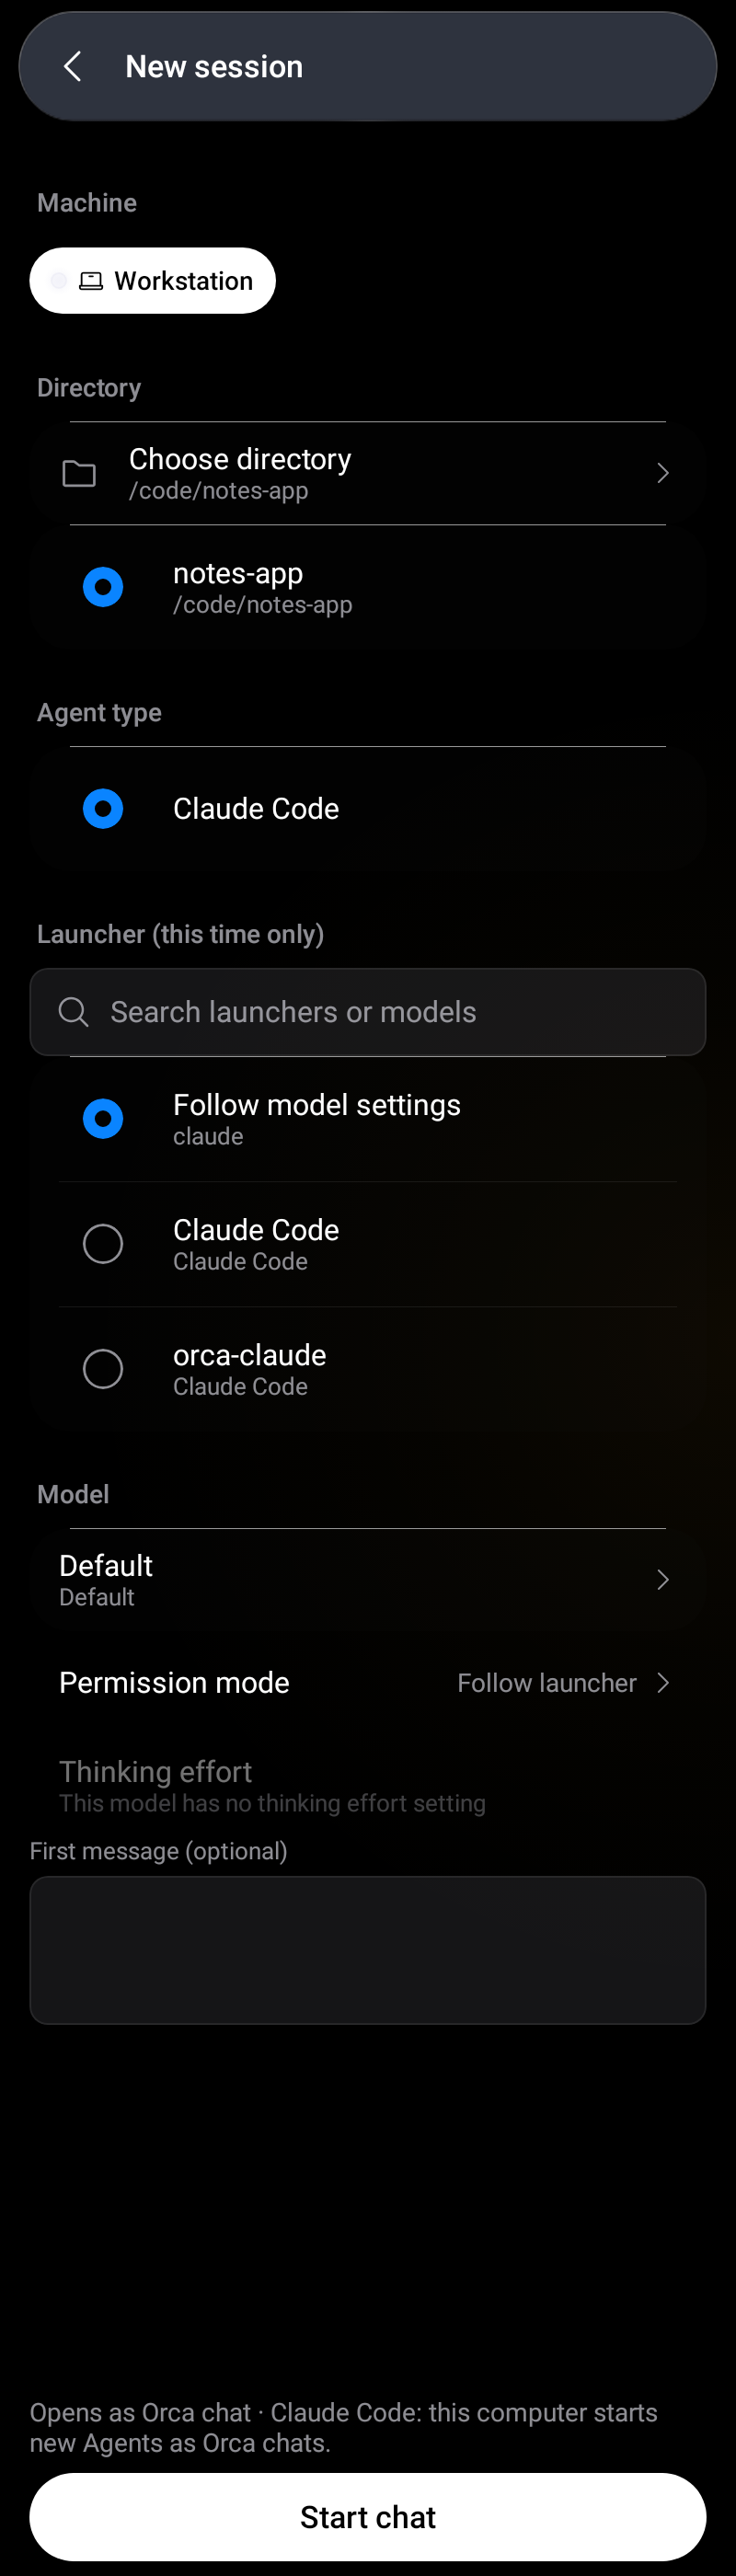 New session
Machine
Workstation
Directory
Choose directory
/code/notes-app
notes-app
/code/notes-app
Agent type
Claude Code
Launcher (this time only)
Search launchers or models
Follow model settings
claude
Claude Code
Claude Code
orca-claude
Claude Code
Model
Default
Default
Permission mode Follow launcher
Thinking effort
This model has no thinking effort setting
First message (optional)
Opens as Orca chat · Claude Code: this computer starts
new Agents as Orca chats.
Start chat